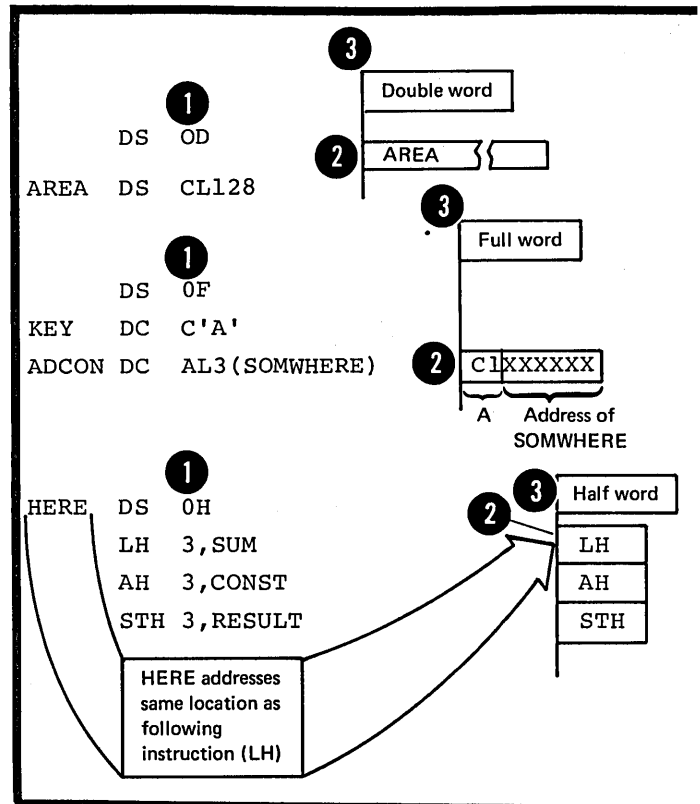 3
Double word
1
DS 0D
2 AREA
AREA DS CL128
3
Full word
1
DS 0F
KEY DC C'A'
ADCON DC AL3(SOMWHERE)
2 C1XXXXXX
A Address of
SOMWHERE
1
3 Half word
HERE DS 0H
2
LH 3,SUM
LH
AH 3,CONST
AH
STH 3,RESULT
STH
HERE addresses
same location as
following
instruction (LH)